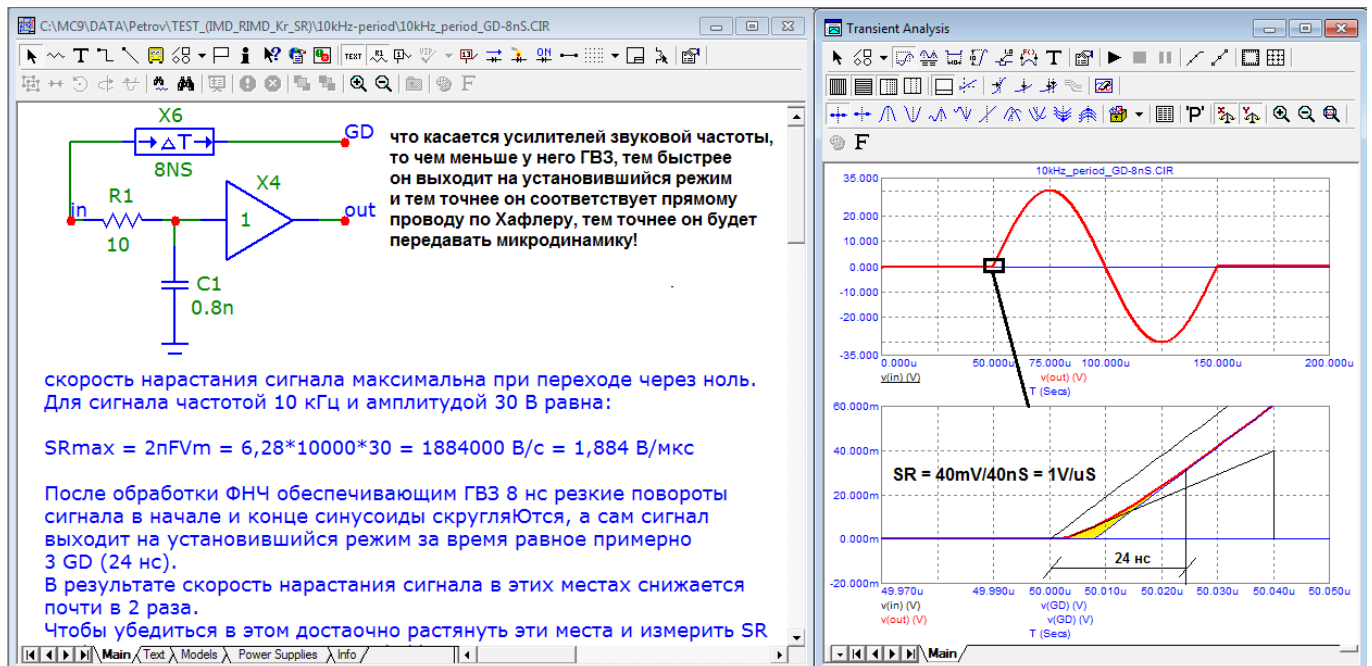 C:\MC9\DATA\Petrov\TEST_(IMD_RIMD_Kr_SR)\10kHz-period\10kHz_period_GD-8nS.CIR
X6
GD
8NS
R1
X4
in
1
out
10
C1
0.8n
что касается усилителей звуковой частоты,
то чем меньше у него ГВЗ, тем быстрее
он выходит на установившийся режим
и тем точнее он соответствует прямому
проводу по Хафлеру, тем точнее он будет
передавать микродинамику!
скорость нарастания сигнала максимальна при переходе через ноль.
Для сигнала частотой 10 кГц и амплитудой 30 В равна:
SRmax = 2пFVm = 6,28*10000*30 = 1884000 В/с = 1,884 В/мкс
После обработки ФНЧ обеспечивающим ГВЗ 8 нс резкие повороты
сигнала в начале и конце синусоиды скругляЮтся, а сам сигнал
выходит на установившийся режим за время равное примерно
3 GD (24 нс).
В результате скорость нарастания сигнала в этих местах снижается
почти в 2 раза.
Чтобы убедиться в этом достаочно растянуть эти места и измерить SR
Main Text Models Power Supplies Info
Transient Analysis
10kHz_period_GD-8nS.CIR
35.000
20.000
10.000
0.000
-10.000
-20.000
-35.000
0.000u 50.000u 75.000u 100.000u 150.000u 200.000u
v(in) (V) v(out) (V)
T (Secs)
60.000m
40.000m
SR = 40mV/40nS = 1V/uS
20.000m
0.000m
24 нс
-20.000m
49.970u 49.990u 50.000u 50.010u 50.020u 50.030u 50.040u 50.050u
v(in) (V) v(GD) (V)
v(out) (V) v(GD) (V)
T (Secs)
Main